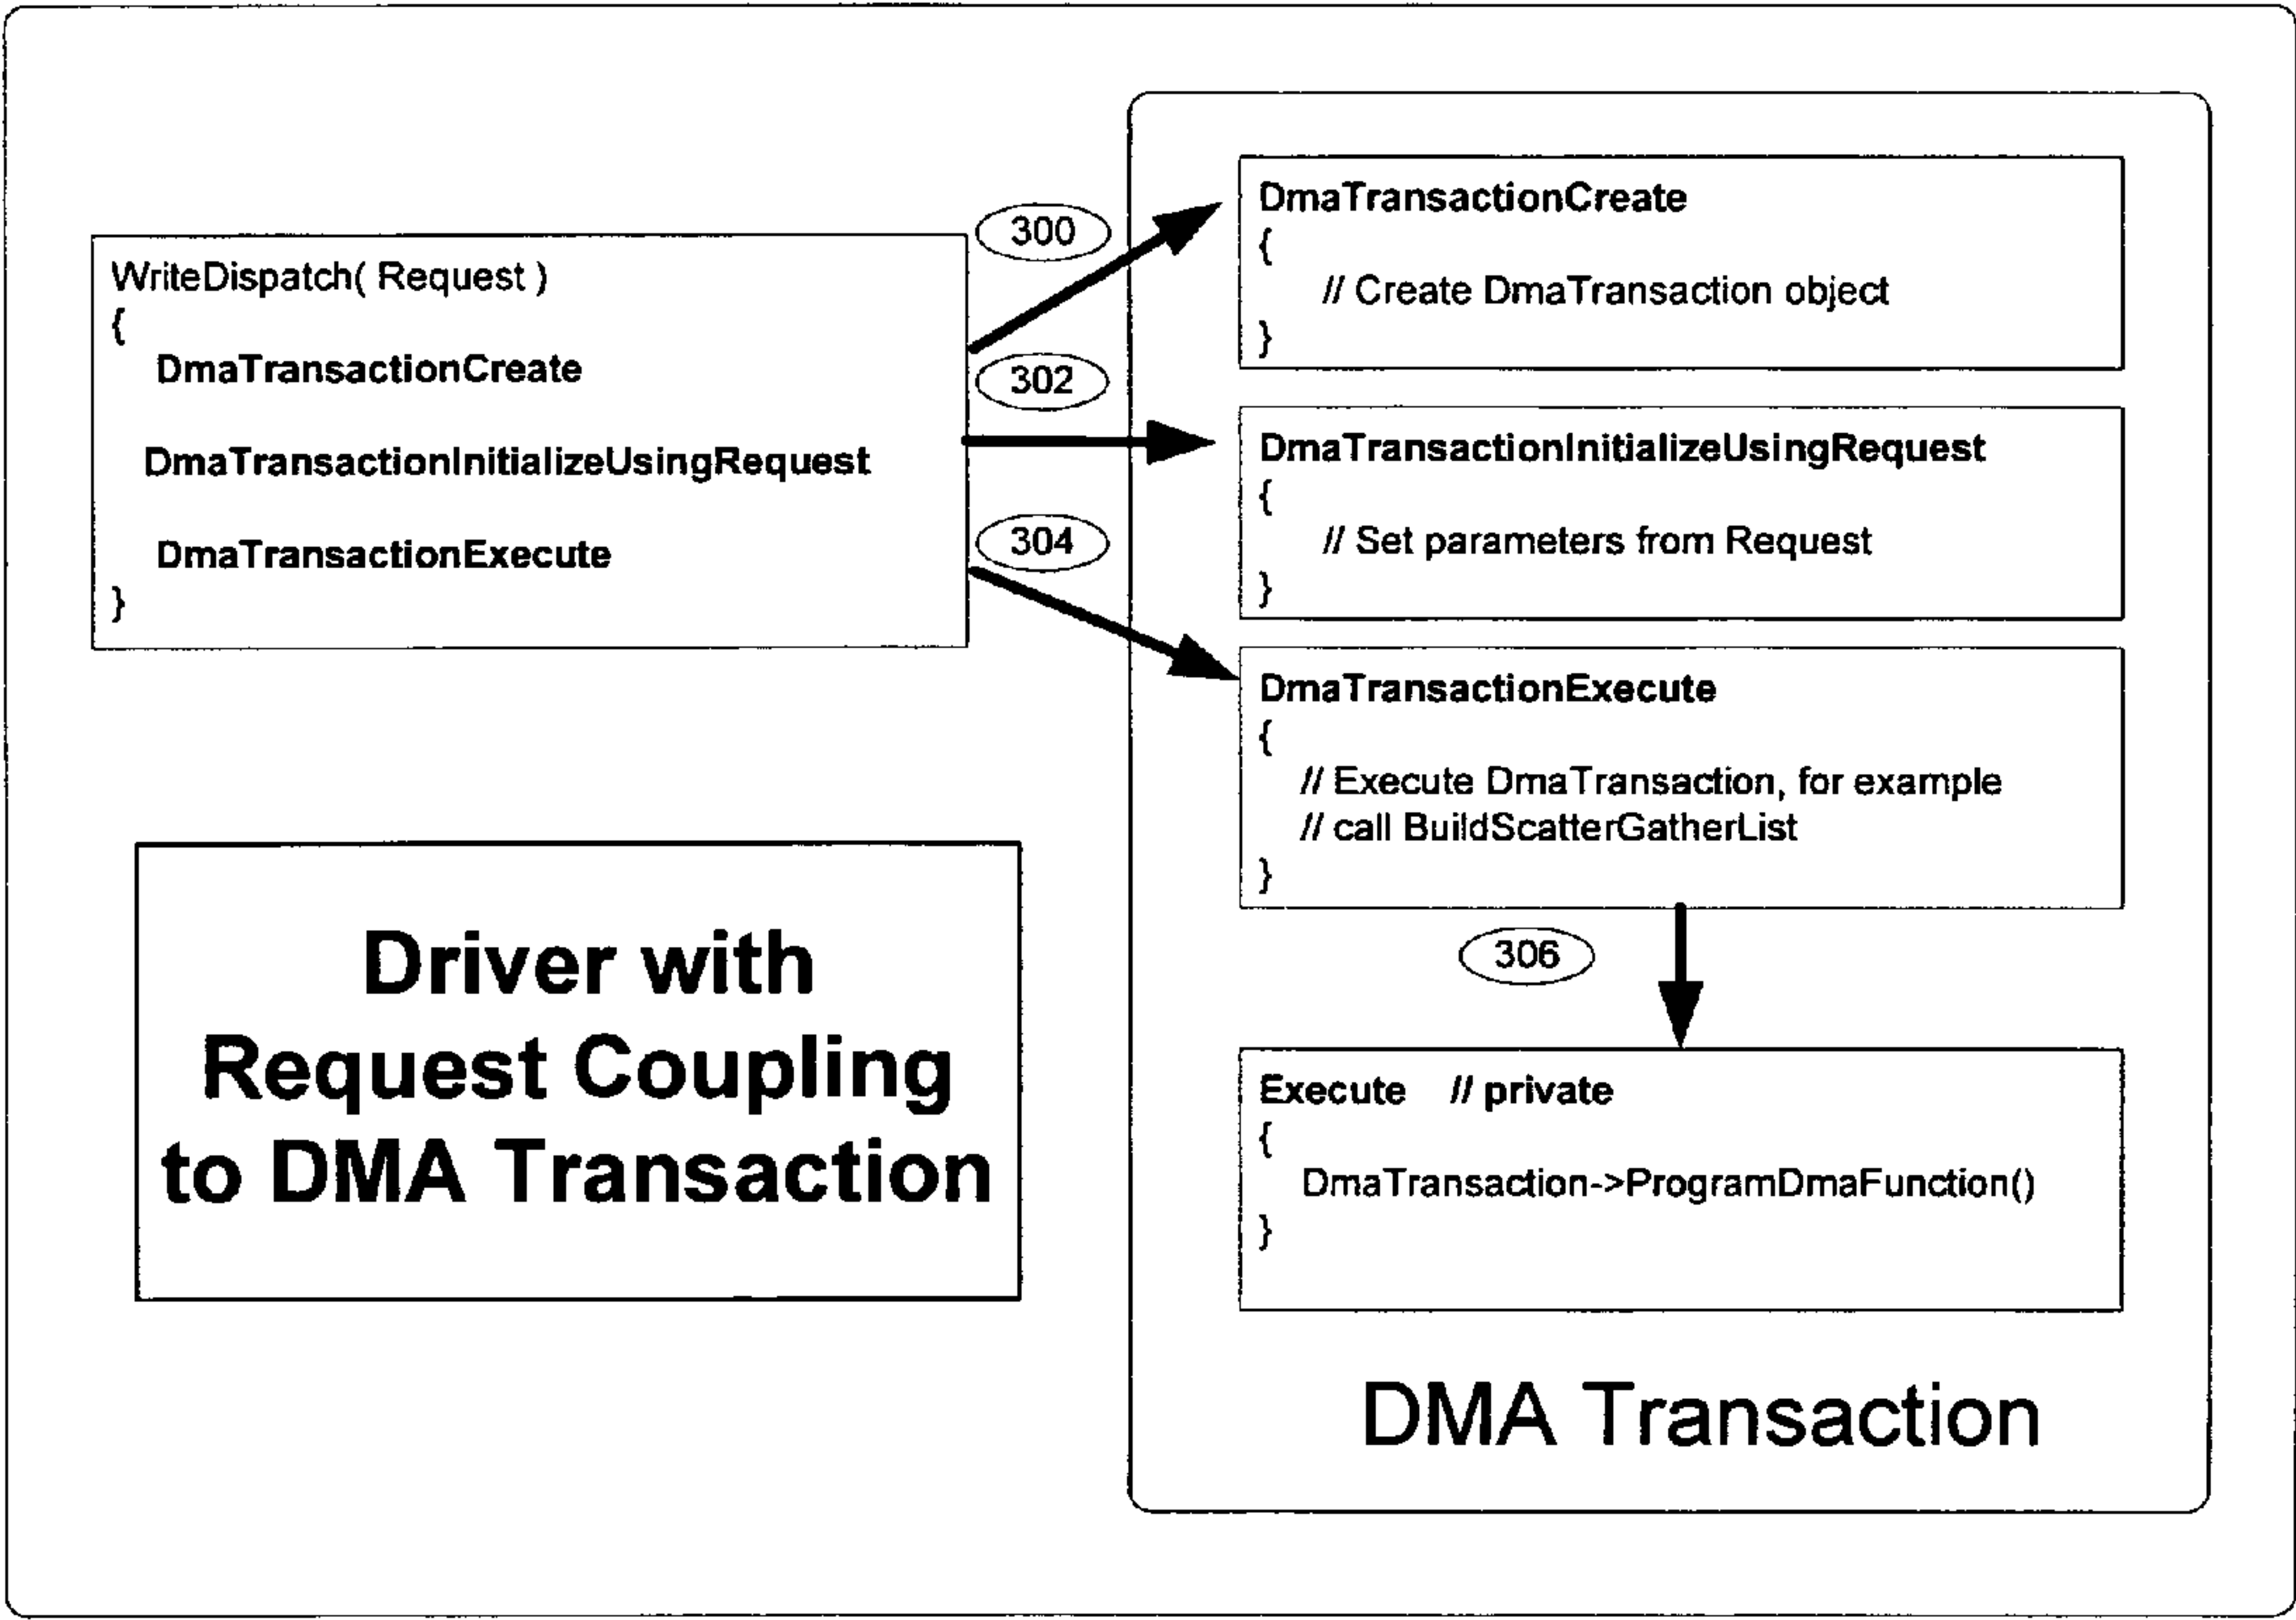 WriteDispatch( Request )
{
DmaTransactionCreate
DmaTransactionInitializeUsingRequest
DmaTransactionExecute
}
300
302
304
DmaTransactionCreate
{
// Create DmaTransaction object
}
DmaTransactionInitializeUsingRequest
{
// Set parameters from Request
}
DmaTransactionExecute
{
// Execute DmaTransaction, for example
// call BuildScatterGatherList
}
306
Execute // private
{
DmaTransaction->ProgramDmaFunction()
}
DMA Transaction
Driver with
Request Coupling
to DMA Transaction